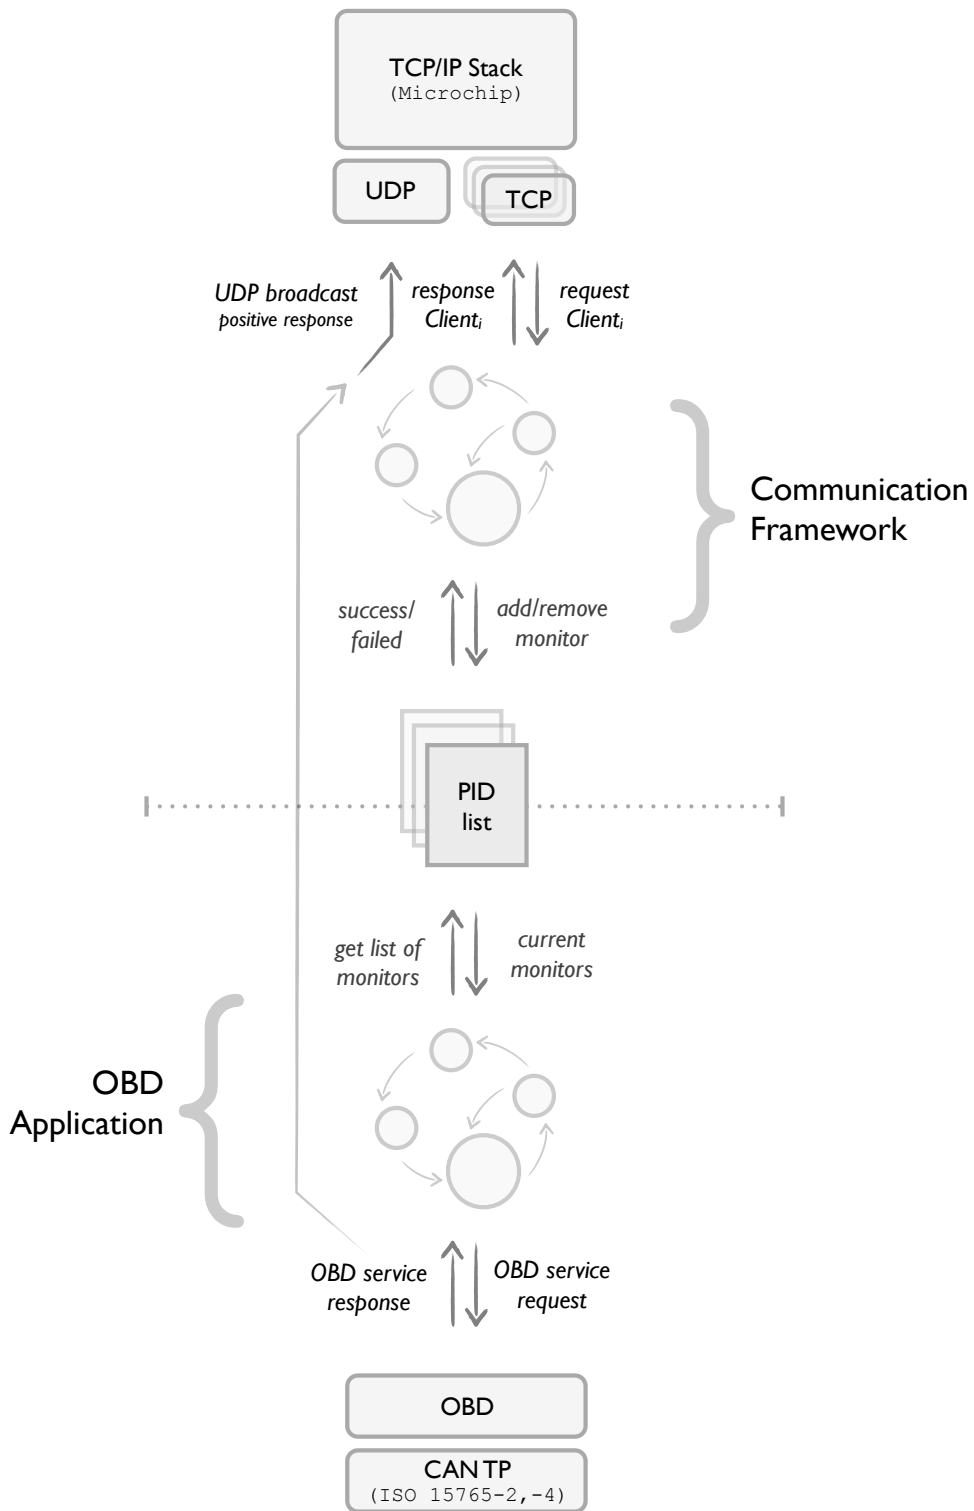 TCP/IP Stack
(Microchip)
UDP
TCP
UDP broadcast
positive response
response
Clientᵢ
request
Clientᵢ
Communication
Framework
success/
failed
add/remove
monitor
PID
list
get list of
monitors
current
monitors
OBD
Application
OBD service
response
OBD service
request
OBD
CAN TP
(ISO 15765-2,-4)